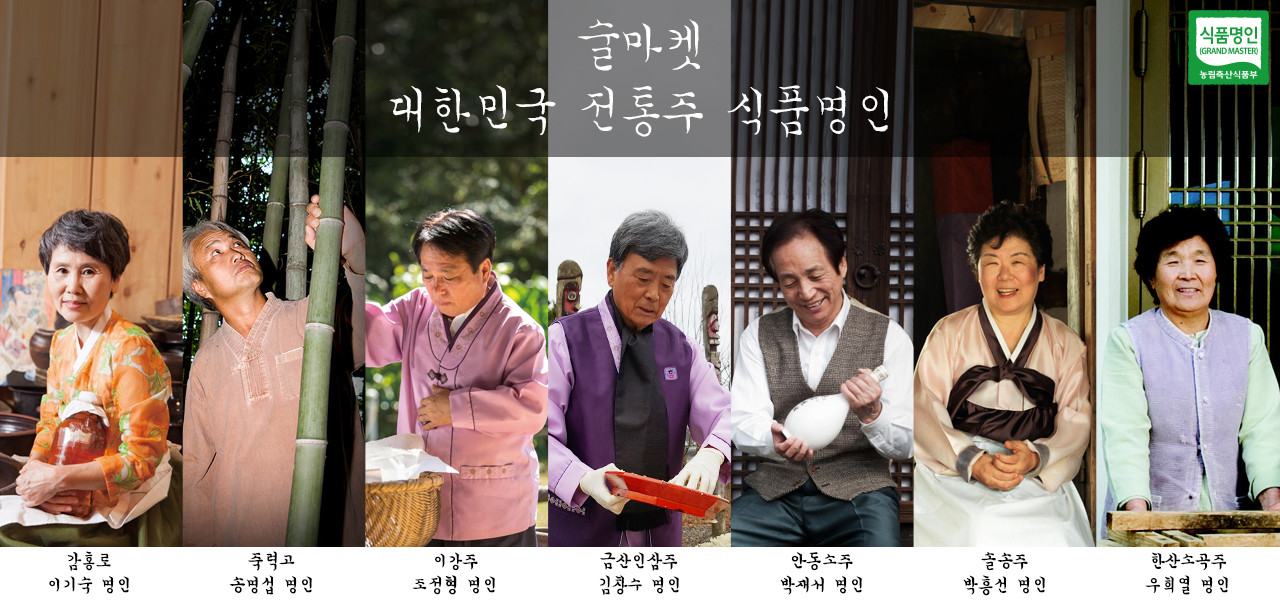 술마켓
대한민국 전통주 식품명인
식품명인
(GRAND MASTER)
농림축산식품부
감홍로
이기숙 명인
죽력고
송명섭 명인
이강주
조정형 명인
금산인삼주
김창수 명인
안동소주
박재서 명인
솔송주
박흥선 명인
한산소곡주
우희열 명인